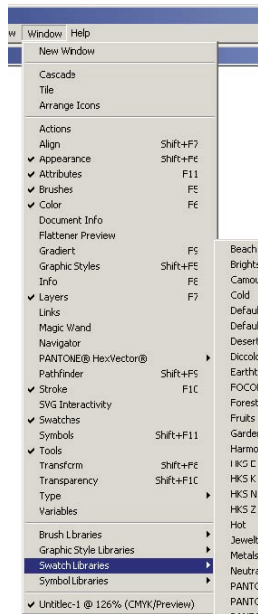 w Window Help
New Window
Cascade
Tile
Arrange Icons
Actions
Align Shift+F7
✔ Appearance Shift+F6
✔ Attributes F11
✔ Brushes F5
✔ Color F6
Document Info
Flattener Preview
Gradient F9
Graphic Styles Shift+F5
Info F8
✔ Layers F7
Links
Magic Wand
Navigator
PANTONE® HexVector®
Pathfinder Shift+F9
✔ Stroke F10
SVG Interactivity
✔ Swatches
Symbols Shift+F11
✔ Tools
Transform Shift+F8
Transparency Shift+F10
Type
Variables
Brush Libraries
Graphic Style Libraries
Swatch Libraries
Symbol Libraries
✔ Untitled-1 @ 126% (CMYK/Preview)
Beach
Brights
Camou
Cold
Defaul
Defaul
Desert
Diccolo
Eartht
FOCOL
Forest
Fruits
Garden
Harmo
HKS E
HKS K
HKS N
HKS Z
Hot
Jewelt
Metals
Neutra
PANTO
PANTO